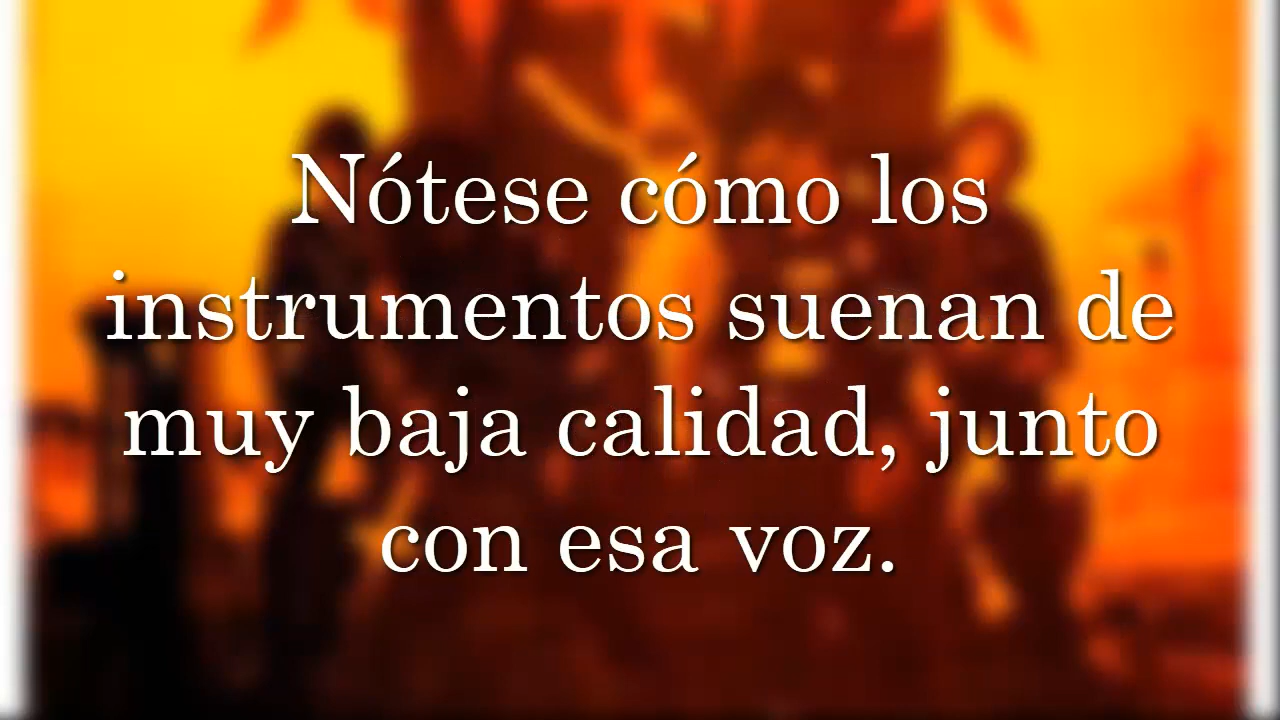 Nótese cómo los
instrumentos suenan de
muy baja calidad, junto
con esa voz.